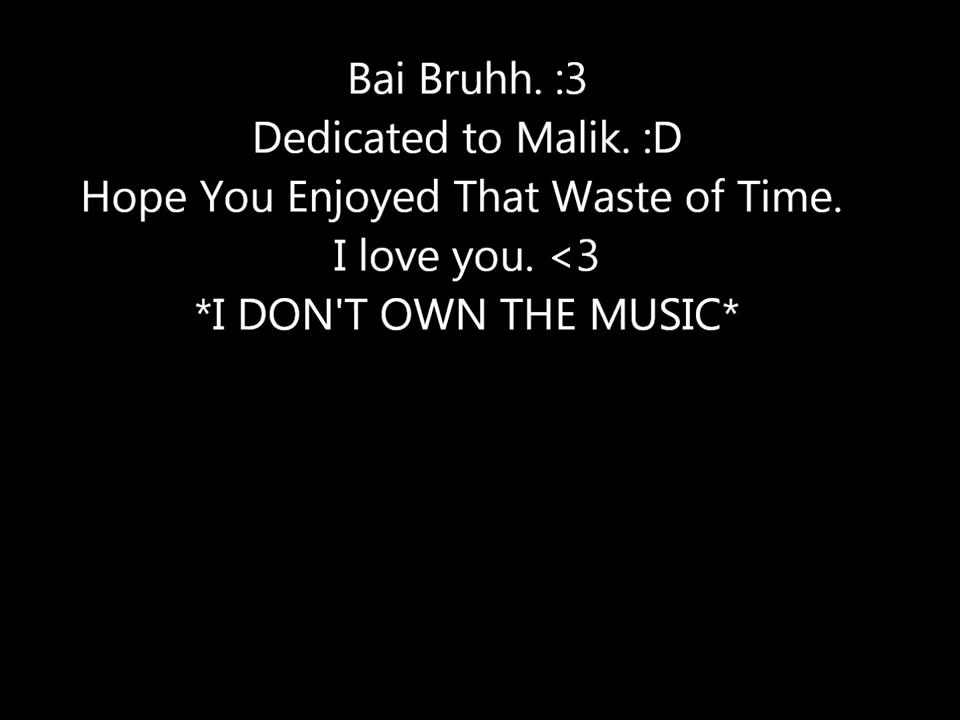 Bai Bruhh. :3
Dedicated to Malik. :D
Hope You Enjoyed That Waste of Time.
I love you. <3
*I DON'T OWN THE MUSIC*